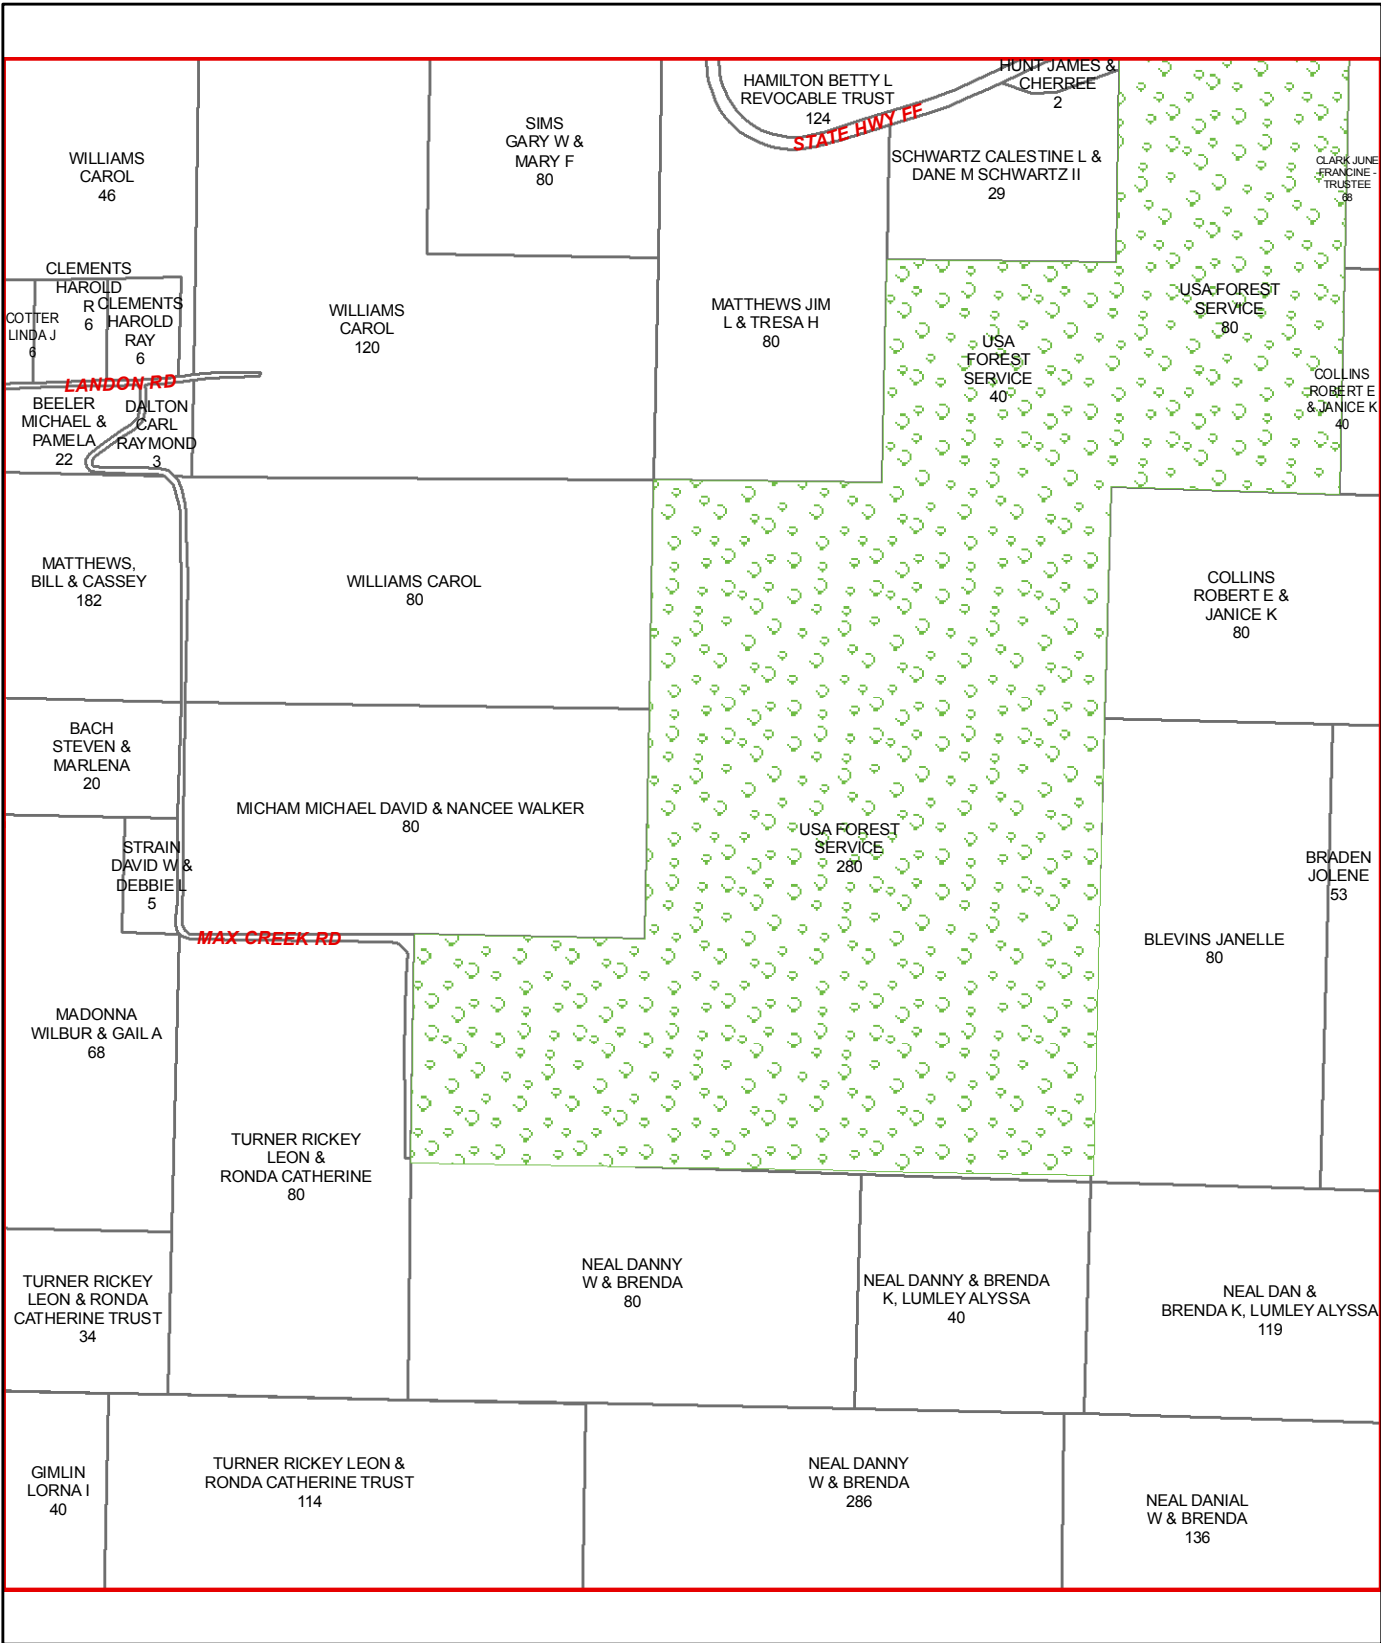 HAMILTON BETTY L
REVOCABLE TRUST
124
HUNT JAMES &
CHERREE
2
STATE HWY FF
SIMS
GARY W &
MARY F
80
WILLIAMS
CAROL
46
SCHWARTZ CALESTINE L &
DANE M SCHWARTZ II
29
CLARK JUNE
FRANCINE -
TRUSTEE
68
CLEMENTS
HAROLD
R
6
CLEMENTS
HAROLD
RAY
6
COTTER
LINDA J
6
WILLIAMS
CAROL
120
MATTHEWS JIM
L & TRESA H
80
USA FOREST
SERVICE
80
USA
FOREST
SERVICE
40
COLLINS
ROBERT E
& JANICE K
40
LANDON RD
BEELER
MICHAEL &
PAMELA
22
DALTON
CARL
RAYMOND
3
MATTHEWS,
BILL & CASSEY
182
WILLIAMS CAROL
80
COLLINS
ROBERT E &
JANICE K
80
BACH
STEVEN &
MARLENA
20
MICHAM MICHAEL DAVID & NANCEE WALKER
80
USA FOREST
SERVICE
280
STRAIN
DAVID W &
DEBBIE L
5
BRADEN
JOLENE
53
MAX CREEK RD
BLEVINS JANELLE
80
MADONNA
WILBUR & GAIL A
68
TURNER RICKEY
LEON &
RONDA CATHERINE
80
TURNER RICKEY
LEON & RONDA
CATHERINE TRUST
34
NEAL DANNY
W & BRENDA
80
NEAL DANNY & BRENDA
K, LUMLEY ALYSSA
40
NEAL DAN &
BRENDA K, LUMLEY ALYSSA
119
GIMLIN
LORNA I
40
TURNER RICKEY LEON &
RONDA CATHERINE TRUST
114
NEAL DANNY
W & BRENDA
286
NEAL DANIAL
W & BRENDA
136